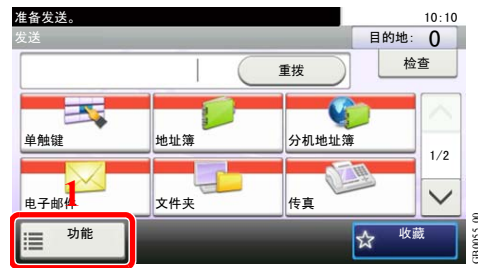 准备发送。 10:10
发送 目的地: 0
重拨 检查
单触键 地址簿 分机地址簿
1/2
电子邮件 文件夹 传真
1
功能 收藏
GB0055_00